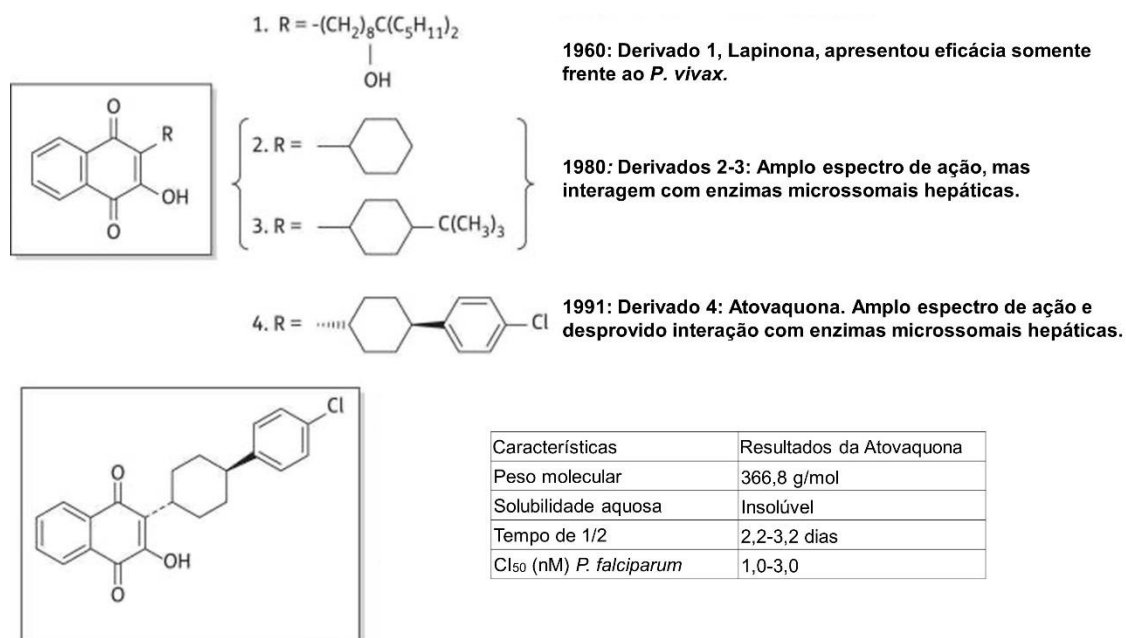 1. R = -(CH₂)₈C(C₅H₁₁)₂
OH
1960: Derivado 1, Lapinona, apresentou eficácia somente
frente ao P. vivax.
O
R
OH
O
2. R =
3. R =
C(CH₃)₃
1980: Derivados 2-3: Amplo espectro de ação, mas
interagem com enzimas microssomais hepáticas.
4. R =
Cl
1991: Derivado 4: Atovaquona. Amplo espectro de ação e
desprovido interação com enzimas microssomais hepáticas.
Cl
O
OH
O
Características Resultados da Atovaquona
Peso molecular 366,8 g/mol
Solubilidade aquosa Insolúvel
Tempo de 1/2 2,2-3,2 dias
CI₅₀ (nM) P. falciparum 1,0-3,0